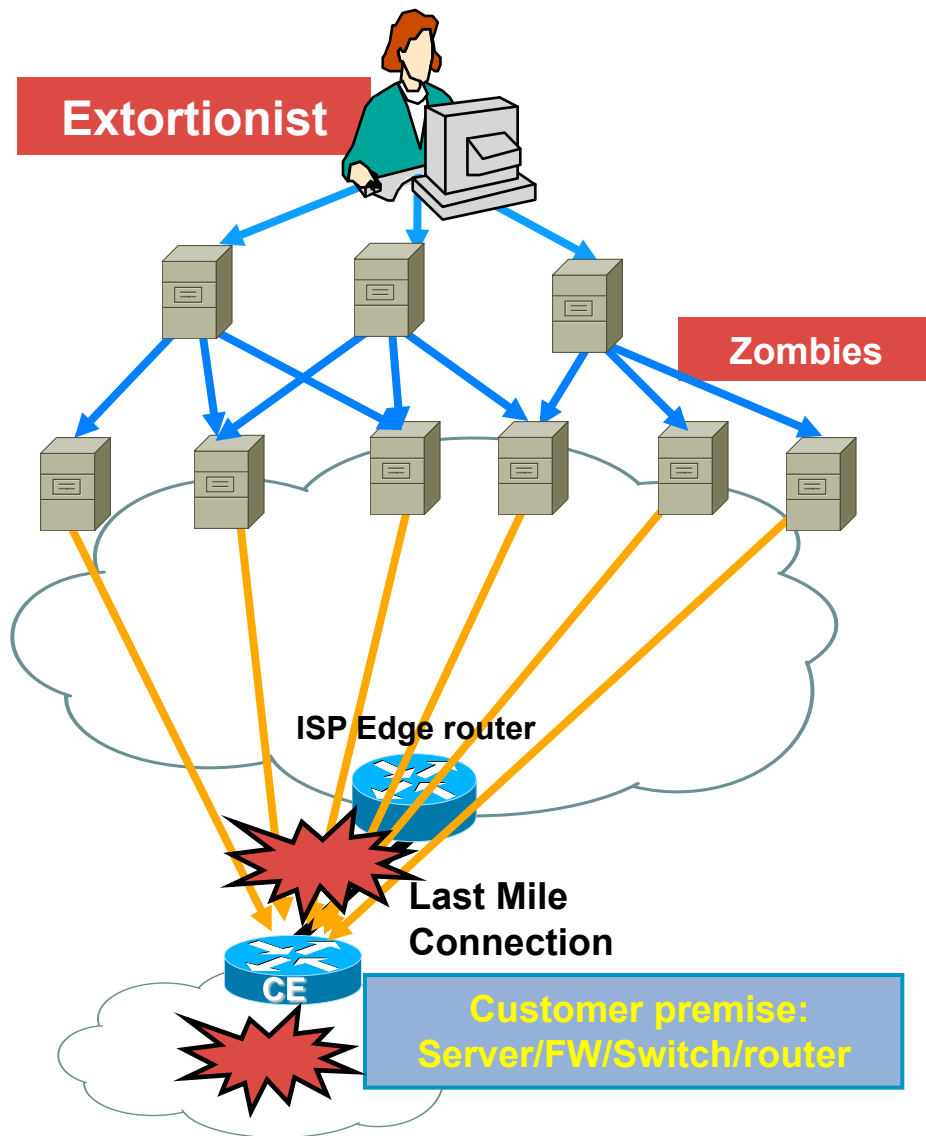 Extortionist
Zombies
ISP Edge router
Last Mile
Connection
CE
Customer premise:
Server/FW/Switch/router